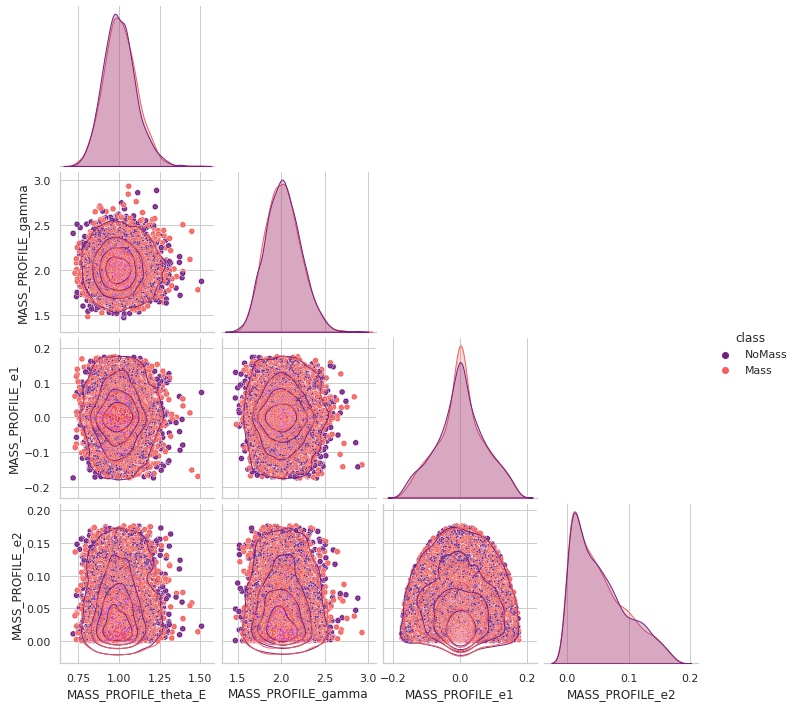 MASS_PROFILE_gamma
3.0
2.5
2.0
1.5
MASS_PROFILE_e1
0.2
0.1
0.0
−0.1
−0.2
class
NoMass
Mass
MASS_PROFILE_e2
0.20
0.15
0.10
0.05
0.00
0.75 1.00 1.25 1.50
1.5 2.0 2.5 3.0
−0.2 0.0 0.2
0.0 0.1 0.2
MASS_PROFILE_theta_E
MASS_PROFILE_gamma
MASS_PROFILE_e1
MASS_PROFILE_e2